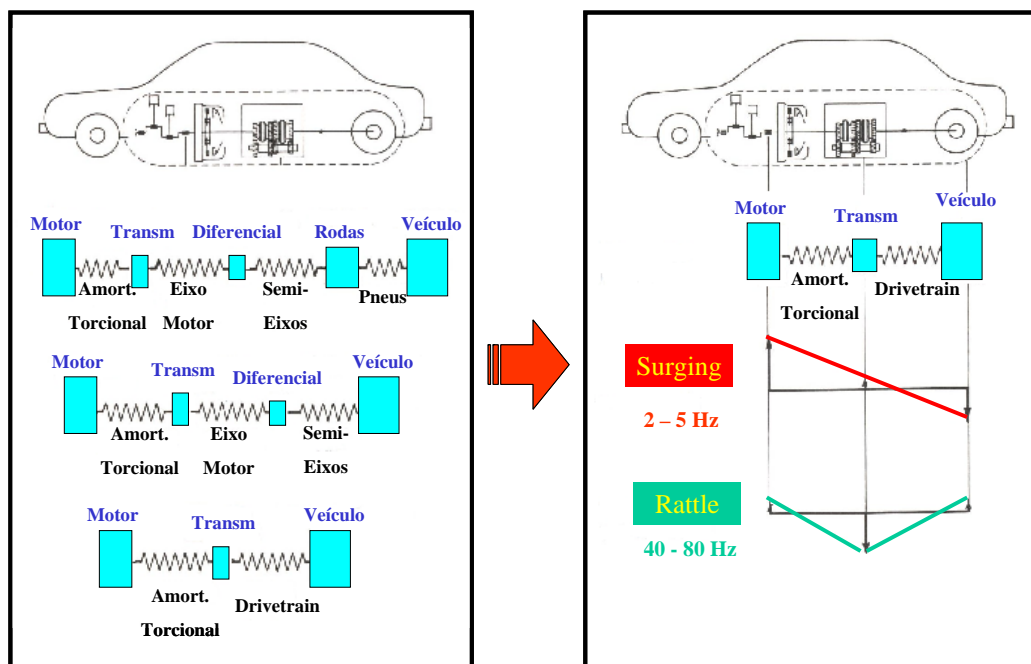 Motor
Transm
Diferencial
Rodas
Veículo
Amort.
Torcional
Eixo
Motor
Semi-
Eixos
Pneus
Motor
Transm
Diferencial
Veículo
Amort.
Torcional
Eixo
Motor
Semi-
Eixos
Motor
Transm
Veículo
Amort.
Torcional
Drivetrain
Motor
Transm
Veículo
Amort.
Torcional
Drivetrain
Surging
2 – 5 Hz
Rattle
40 - 80 Hz